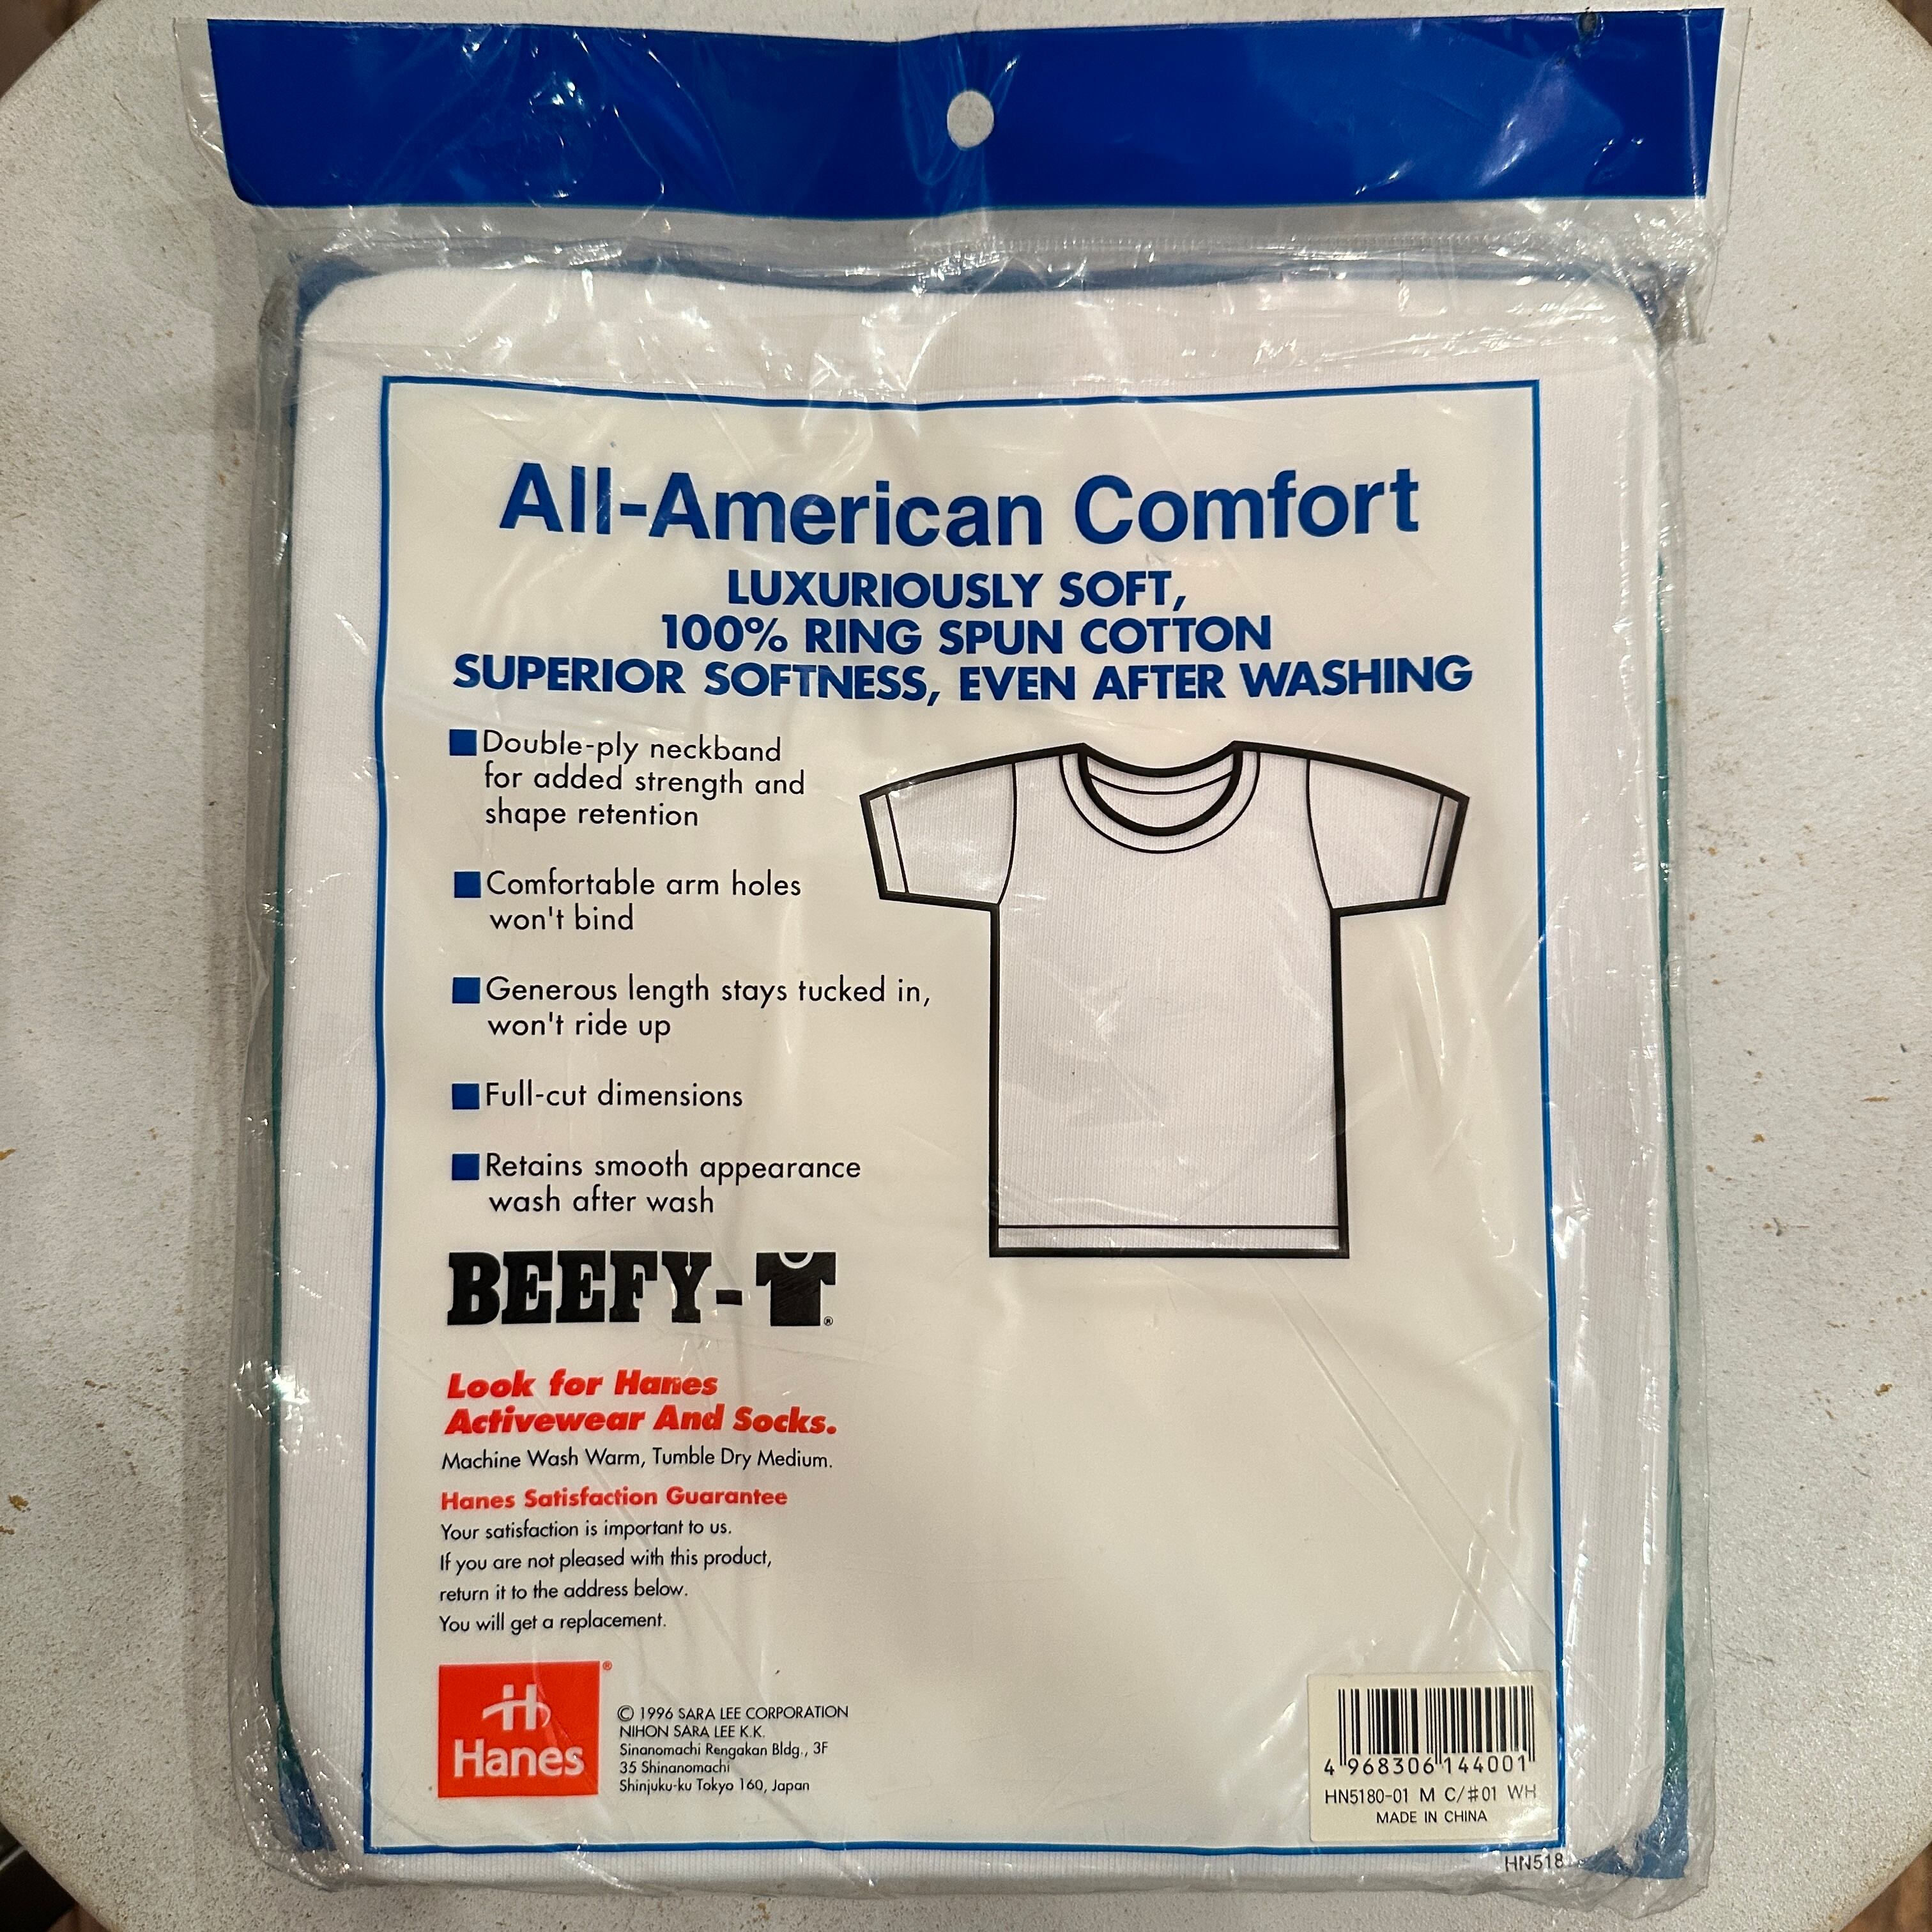 All-American Comfort
LUXURIOUSLY SOFT,
100% RING SPUN COTTON
SUPERIOR SOFTNESS, EVEN AFTER WASHING
Double-ply neckband
for added strength and
shape retention
Comfortable arm holes
won't bind
Generous length stays tucked in,
won't ride up
Full-cut dimensions
Retains smooth appearance
wash after wash
BEEFY-T®
Look for Hanes
Activewear And Socks.
Machine Wash Warm, Tumble Dry Medium.
Hanes Satisfaction Guarantee
Your satisfaction is important to us.
If you are not pleased with this product,
return it to the address below.
You will get a replacement.
H®
Hanes
© 1996 SARA LEE CORPORATION
NIHON SARA LEE K.K.
Sinanomachi Rengakan Bldg., 3F
35 Shinanomachi
Shinjuku-ku Tokyo 160, Japan
4 968306 144001
HN5180-01 M C/#01 WH
MADE IN CHINA
HN518